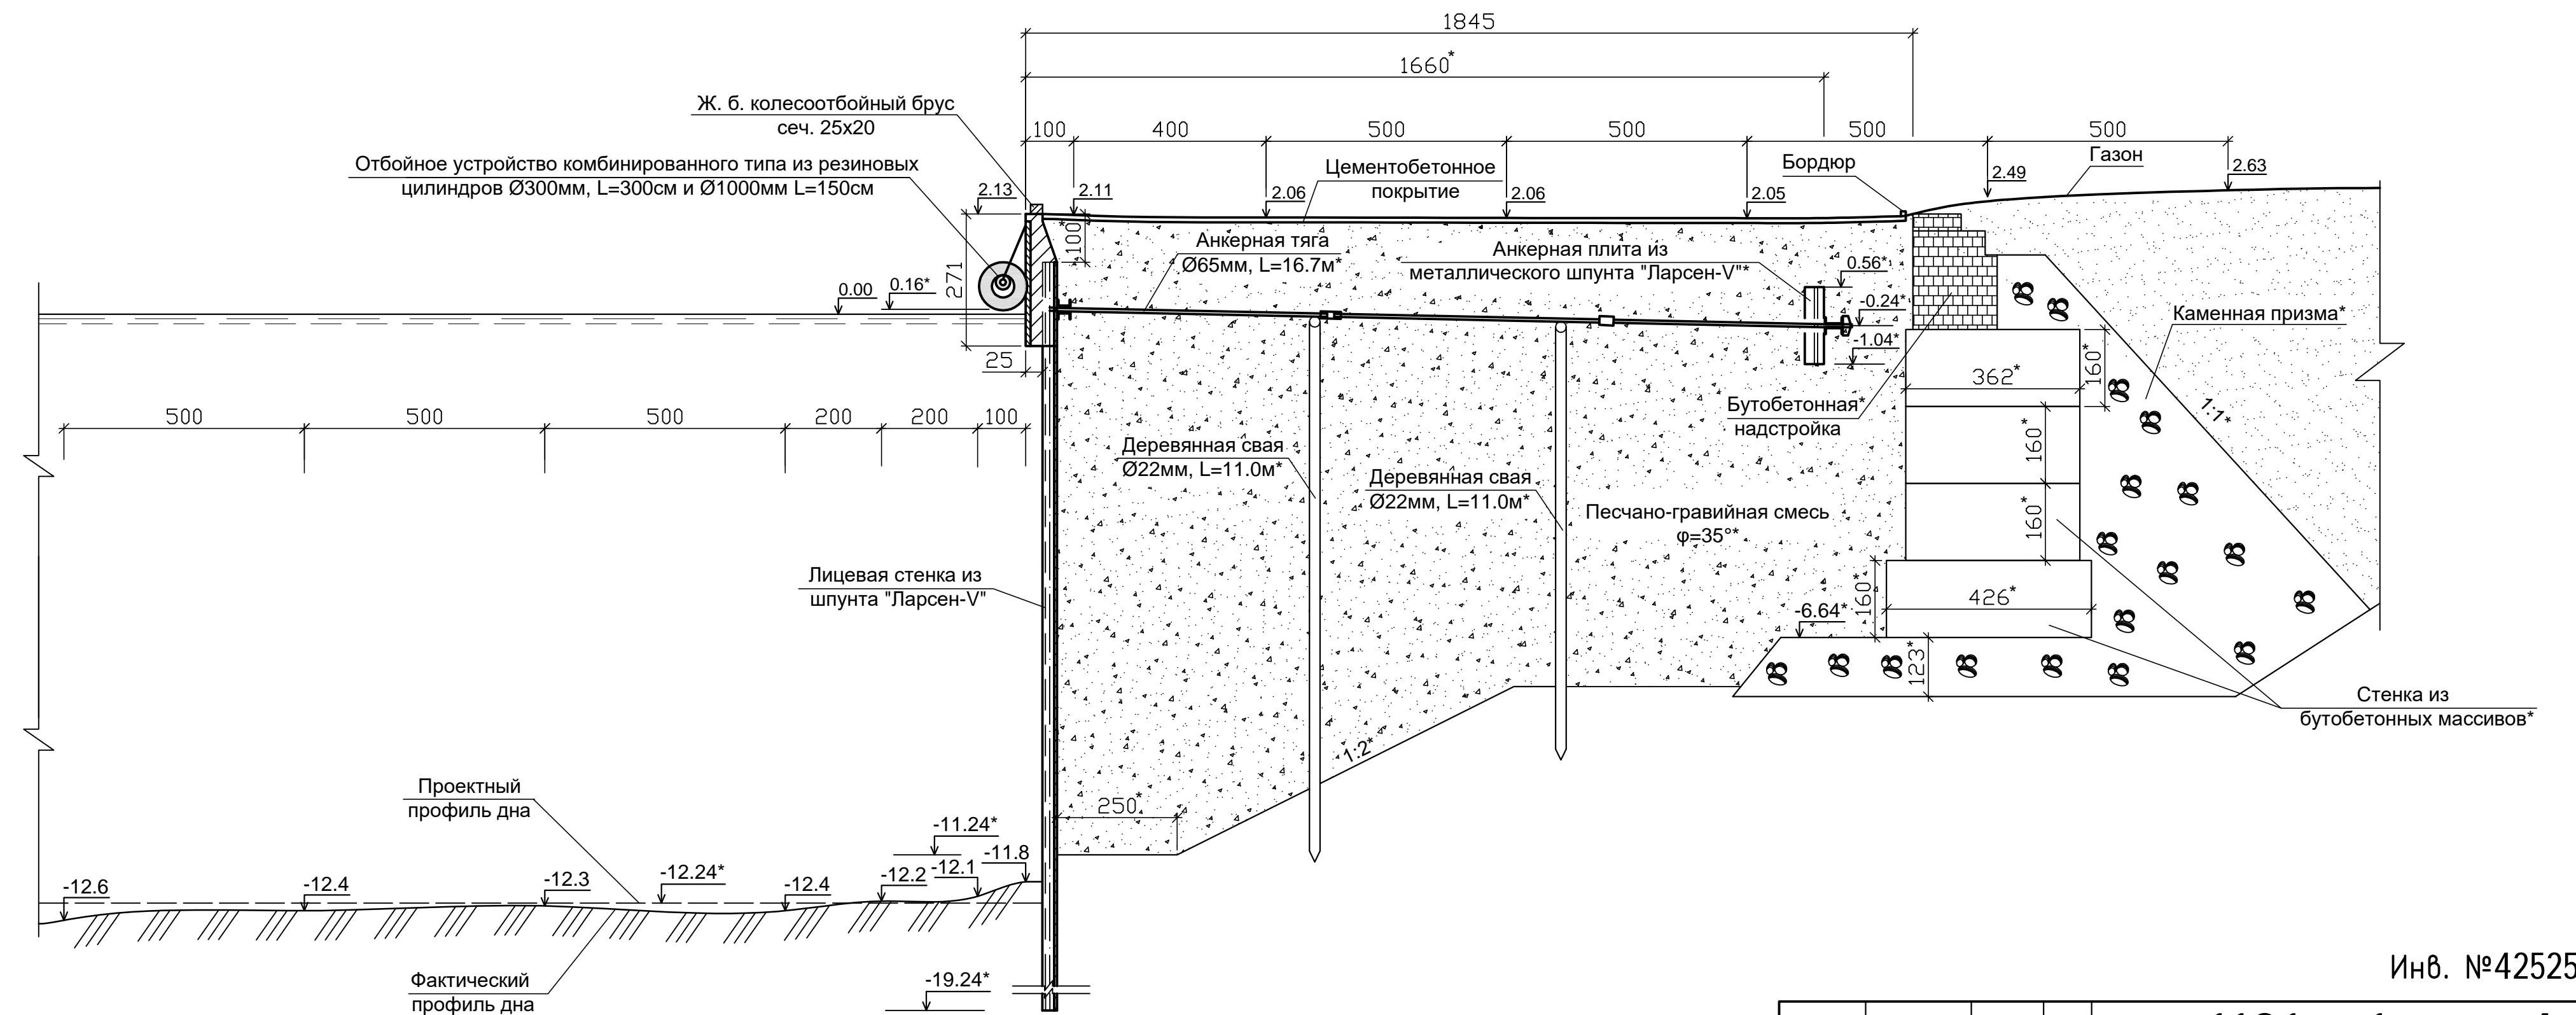 1845
1660*
Ж. б. колесоотбойный брус
сеч. 25х20
100
400
500
500
500
500
Отбойное устройство комбинированного типа из резиновых
цилиндров Ø300мм, L=300см и Ø1000мм L=150см
Цементобетонное
покрытие
Бордюр
Газон
2.13
2.11
2.06
2.06
2.05
2.49
2.63
100*
Анкерная тяга
Ø65мм, L=16.7м*
Анкерная плита из
металлического шпунта "Ларсен-V"*
0.56*
-0.24*
-1.04*
271
0.00
0.16*
25
Каменная призма*
160*
362*
1:1*
Бутобетонная*
надстройка
500
500
500
200
200
100
160*
Деревянная свая
Ø22мм, L=11.0м*
Деревянная свая
Ø22мм, L=11.0м*
Песчано-гравийная смесь
φ=35°*
160*
Лицевая стенка из
шпунта "Ларсен-V"
160*
426*
-6.64*
123*
Стенка из
бутобетонных массивов*
1:2*
250*
Проектный
профиль дна
-11.24*
-11.8
-12.6
-12.4
-12.3
-12.24*
-12.4
-12.2
-12.1
Фактический
профиль дна
-19.24*
Инв. №42525